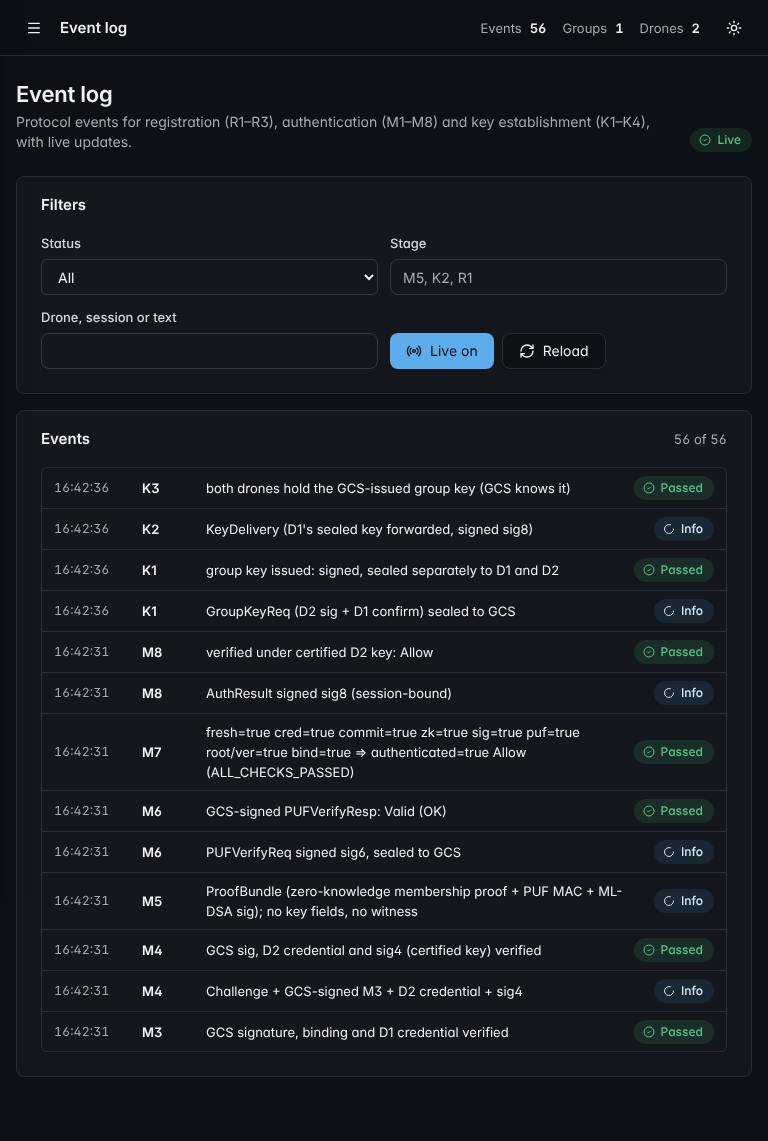 Event log
Events 56 Groups 1 Drones 2
Event log
Protocol events for registration (R1–R3), authentication (M1–M8) and key establishment (K1–K4),
with live updates.
Live
Filters
Status
Stage
All
M5, K2, R1
Drone, session or text
Live on
Reload
Events
56 of 56
16:42:36 K3 both drones hold the GCS-issued group key (GCS knows it) Passed
16:42:36 K2 KeyDelivery (D1's sealed key forwarded, signed sig8) Info
16:42:36 K1 group key issued: signed, sealed separately to D1 and D2 Passed
16:42:36 K1 GroupKeyReq (D2 sig + D1 confirm) sealed to GCS Info
16:42:31 M8 verified under certified D2 key: Allow Passed
16:42:31 M8 AuthResult signed sig8 (session-bound) Info
fresh=true cred=true commit=true zk=true sig=true puf=true
16:42:31 M7 root/ver=true bind=true ⇒ authenticated=true Allow Passed
(ALL_CHECKS_PASSED)
16:42:31 M6 GCS-signed PUFVerifyResp: Valid (OK) Passed
16:42:31 M6 PUFVerifyReq signed sig6, sealed to GCS Info
16:42:31 M5 ProofBundle (zero-knowledge membership proof + PUF MAC + ML-
DSA sig); no key fields, no witness Info
16:42:31 M4 GCS sig, D2 credential and sig4 (certified key) verified Passed
16:42:31 M4 Challenge + GCS-signed M3 + D2 credential + sig4 Info
16:42:31 M3 GCS signature, binding and D1 credential verified Passed